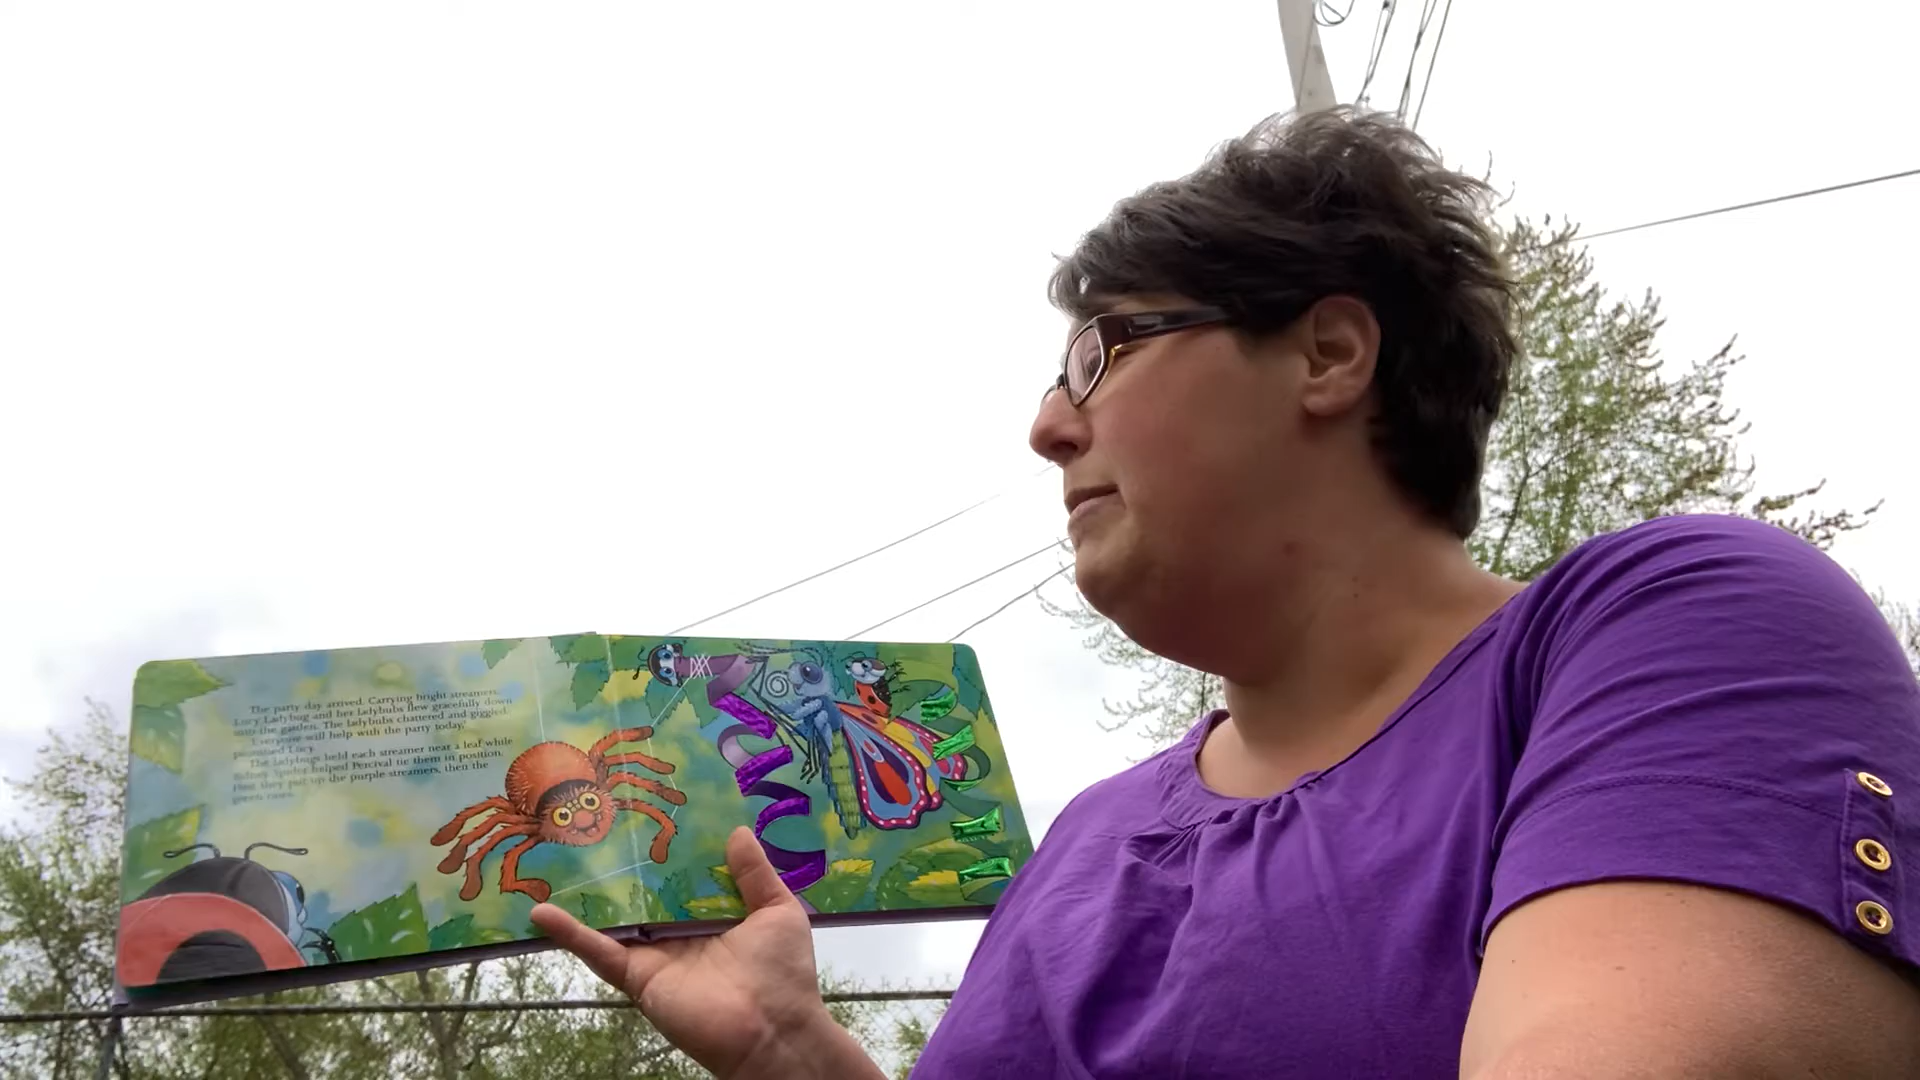 The party day arrived. Carrying bright streamers,
Lucy Ladybug and her ladybubs flew gracefully down
into the garden. The ladybubs chattered and giggled.
Everyone will help with the party today,"
promised Lucy.
The ladybugs held each streamer near a leaf while
Sidney Spider helped Percival tie them in position.
First they put up the purple streamers, then the
green ones.